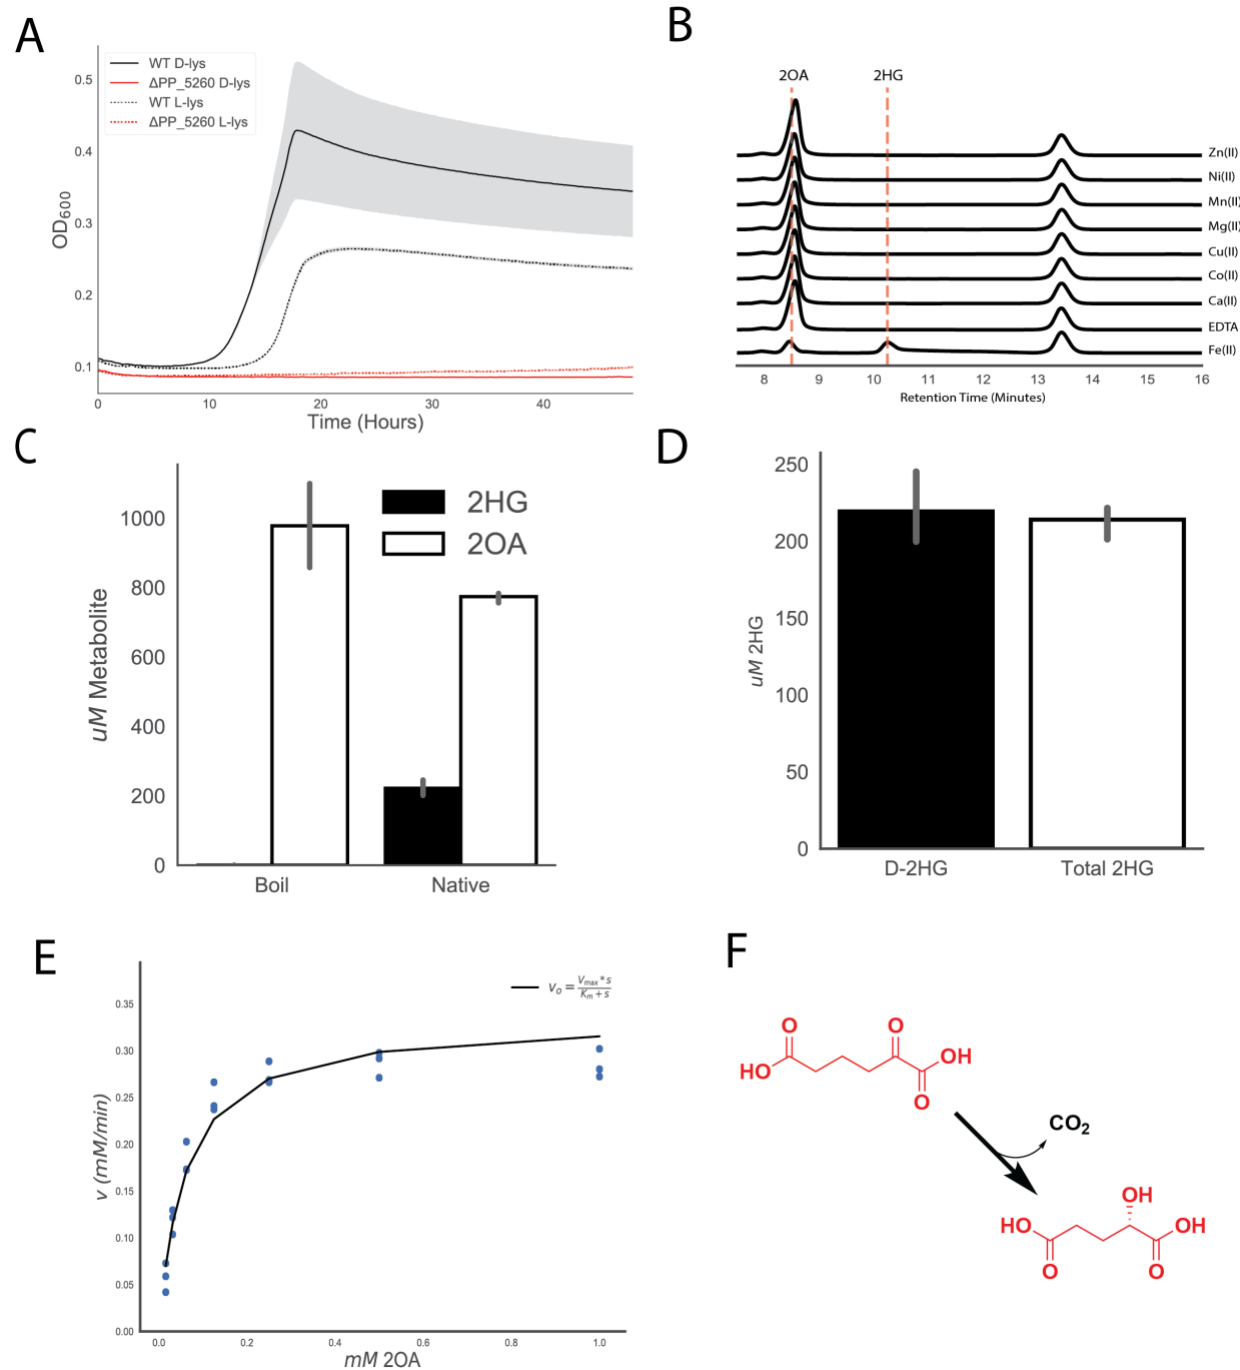 A
WT D-lys
ΔPP_5260 D-lys
WT L-lys
ΔPP_5260 L-lys
0.5
0.4
0.3
0.2
0.1
OD600
0
10
20
30
40
Time (Hours)
B
2OA
2HG
Zn(II)
Ni(II)
Mn(II)
Mg(II)
Cu(II)
Co(II)
Ca(II)
EDTA
Fe(II)
8
9
10
11
12
13
14
15
16
Retention Time (Minutes)
C
2HG
2OA
1000
800
600
400
200
0
uM Metabolite
Boil
Native
D
250
200
150
100
50
0
uM 2HG
D-2HG
Total 2HG
E
v₀ = Vmax * s / Km + s
0.35
0.30
0.25
0.20
0.15
0.10
0.05
0.00
v (mM/min)
0.0
0.2
0.4
0.6
0.8
1.0
mM 2OA
F
O
O
HO
OH
O
CO2
OH
HO
OH
O
O